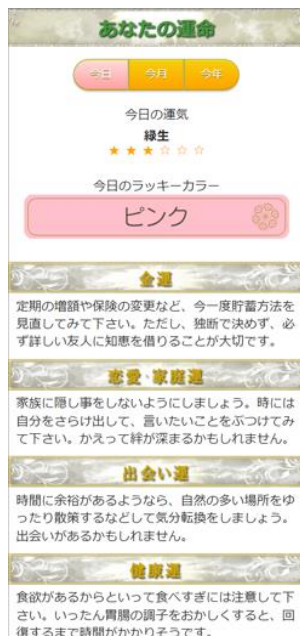 あなたの運命
今日 今月 今年
今日の運気
緑生
★★★☆☆☆
今日のラッキーカラー
ピンク
金運
定期の増額や保険の変更など、今一度貯蓄方法を
見直してみて下さい。ただし、独断で決めず、必
ず詳しい友人に知恵を借りることが大切です。
恋愛·家庭運
家族に隠し事をしないようにしましょう。時には
自分をさらけ出して、言いたいことをぶつけてみ
て下さい。かえって絆が深まるかもしれません。
出会い運
時間に余裕があるようなら、自然の多い場所をゆ
ったり散策するなどして気分転換をしましょう。
出会いがあるかもしれません。
健康運
食欲があるからといって食べすぎには注意して下
さい。いったん胃腸の調子をおかしくすると、回
復するまで時間がかかりそうです。